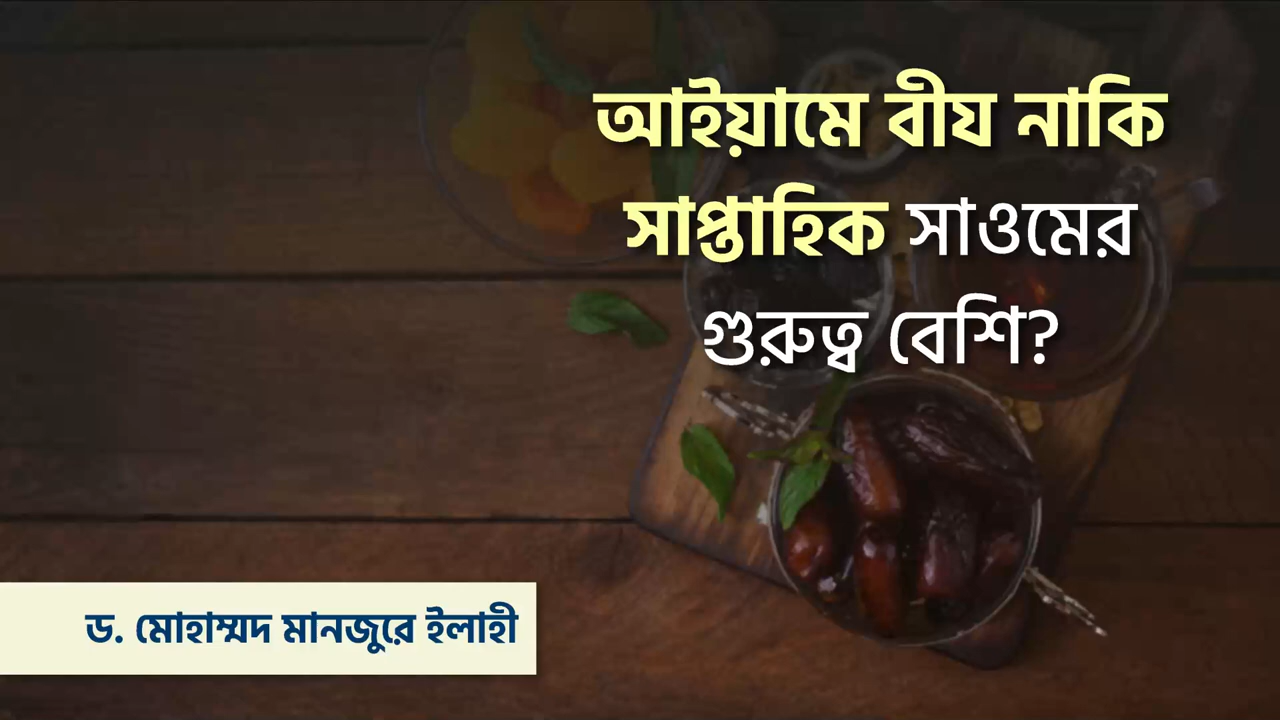 আইয়ামে বীয নাকি
সাপ্তাহিক সাওমের
গুরুত্ব বেশি?
ড. মোহাম্মদ মানজুরে ইলাহী